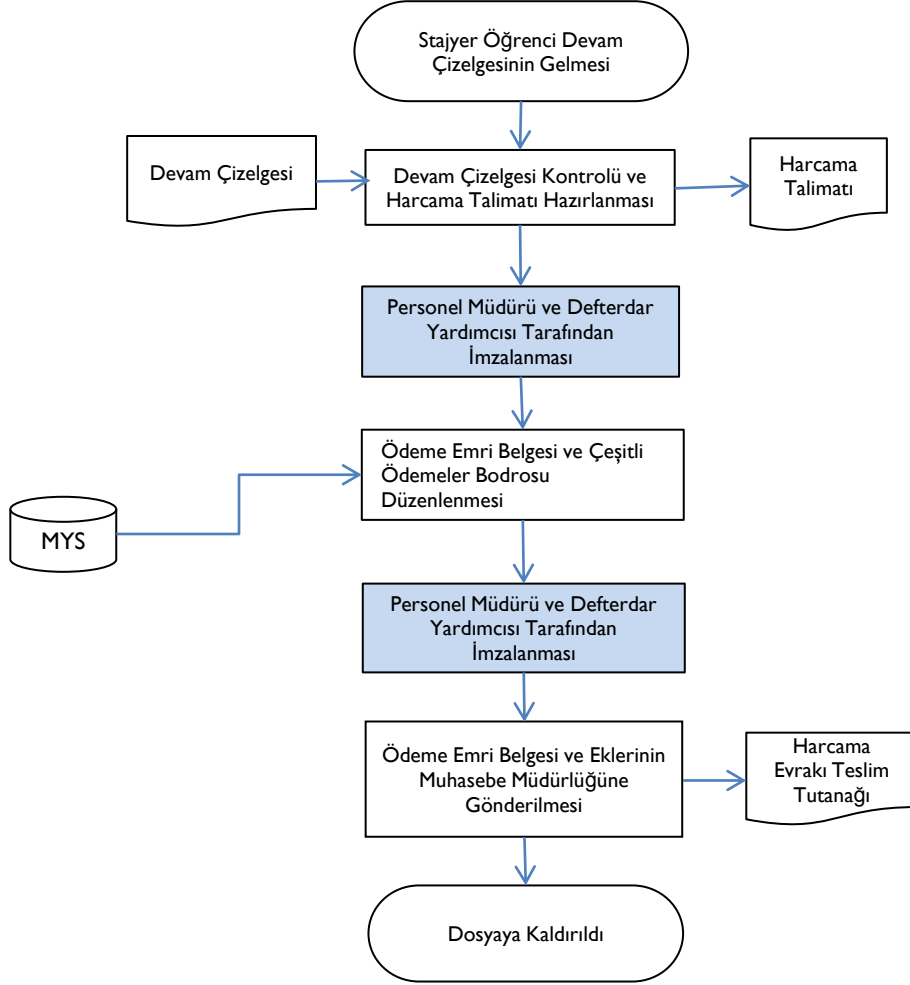 Stajyer Öğrenci Devam
Çizelgesinin Gelmesi
Devam Çizelgesi
Devam Çizelgesi Kontrolü ve
Harcama Talimatı Hazırlanması
Harcama
Talimatı
Personel Müdürü ve Defterdar
Yardımcısı Tarafından
İmzalanması
Ödeme Emri Belgesi ve Çeşitli
Ödemeler Bodrosu
Düzenlenmesi
MYS
Personel Müdürü ve Defterdar
Yardımcısı Tarafından
İmzalanması
Ödeme Emri Belgesi ve Eklerinin
Muhasebe Müdürlüğüne
Gönderilmesi
Harcama
Evrakı Teslim
Tutanağı
Dosyaya Kaldırıldı